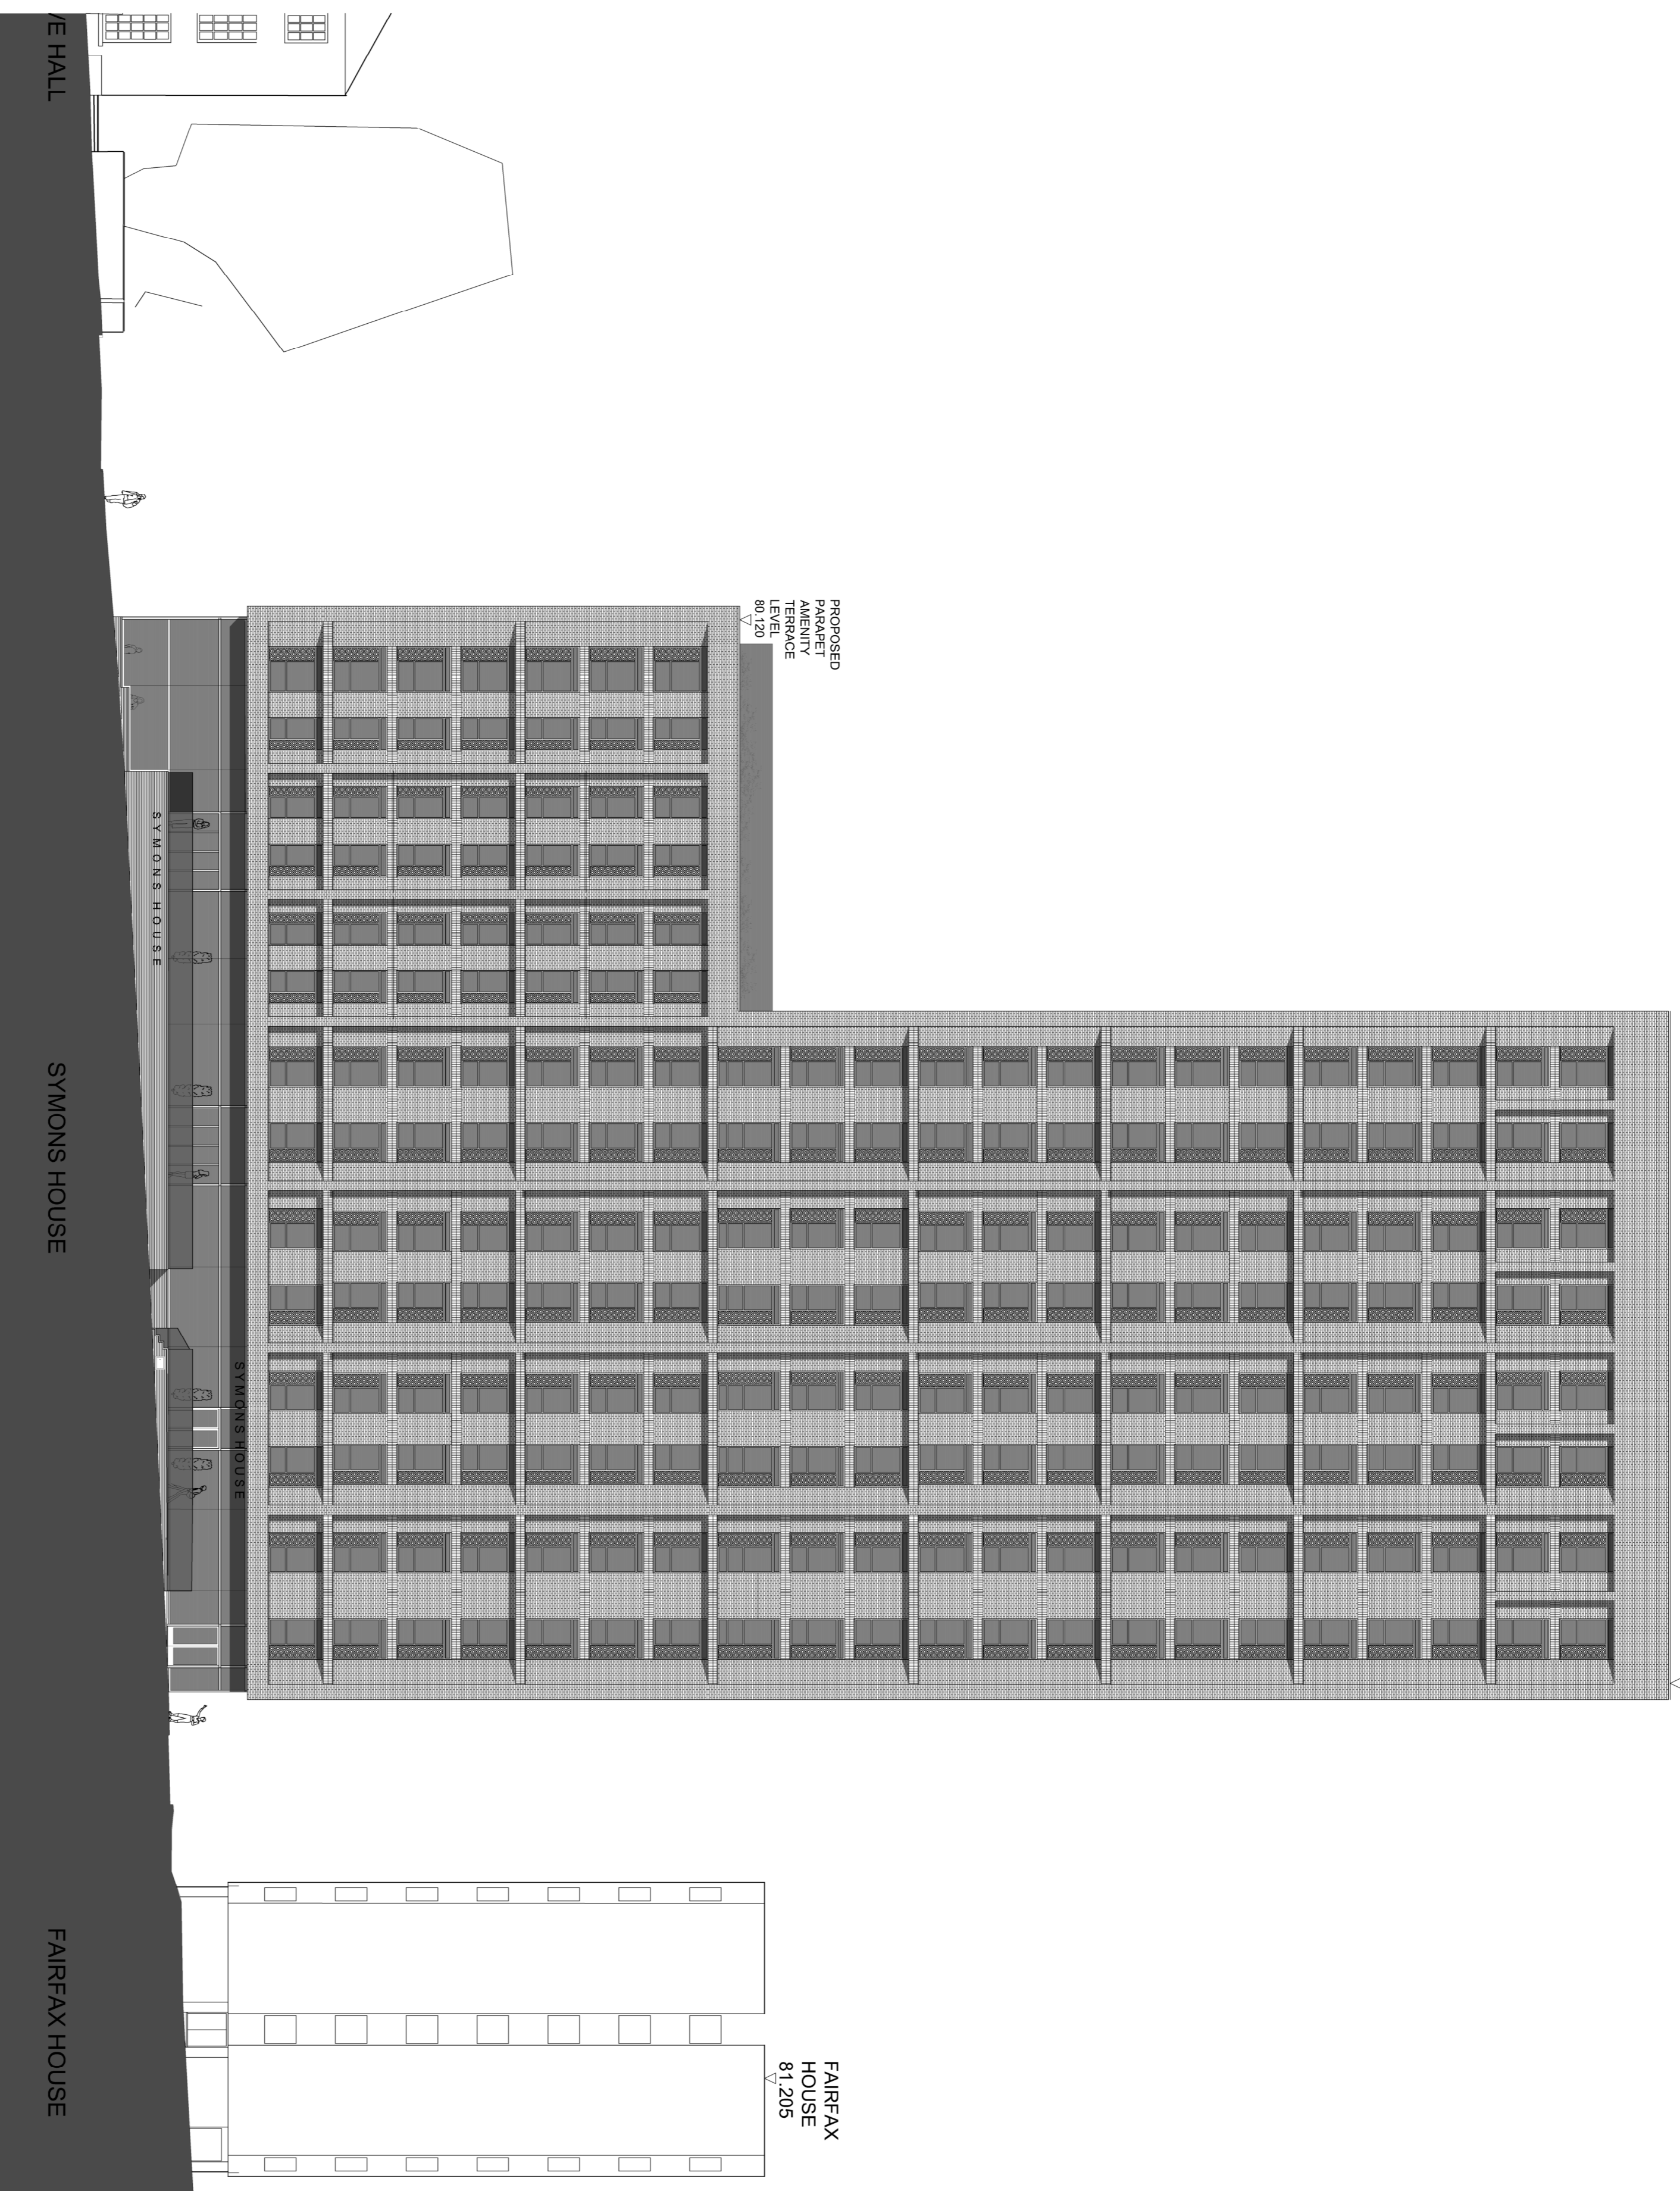 PROPOSED
PARAPET
AMENITY
TERRACE
LEVEL
80.120
FAIRFAX
HOUSE
81.205
SYMONS HOUSE
SYMONS HOUSE
VE HALL
SYMONS HOUSE
FAIRFAX HOUSE